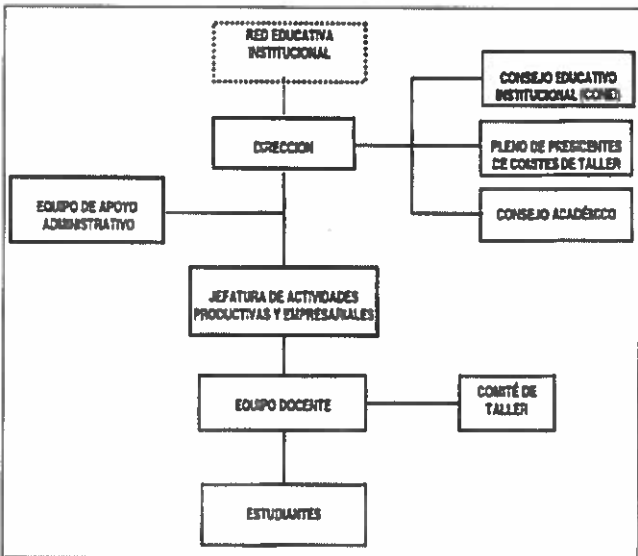 RED EDUCATIVA
INSTITUCIONAL
CONSEJO EDUCATIVO
INSTITUCIONAL (CONEI)
DIRECCION
PLENO DE PRESIDENTES
DE COMITES DE TALLER
EQUIPO DE APOYO
ADMINISTRATIVO
CONSEJO ACADÉMICO
JEFATURA DE ACTIVIDADES
PRODUCTIVAS Y EMPRESARIALES
EQUIPO DOCENTE
COMITÉ DE
TALLER
ESTUDIANTES